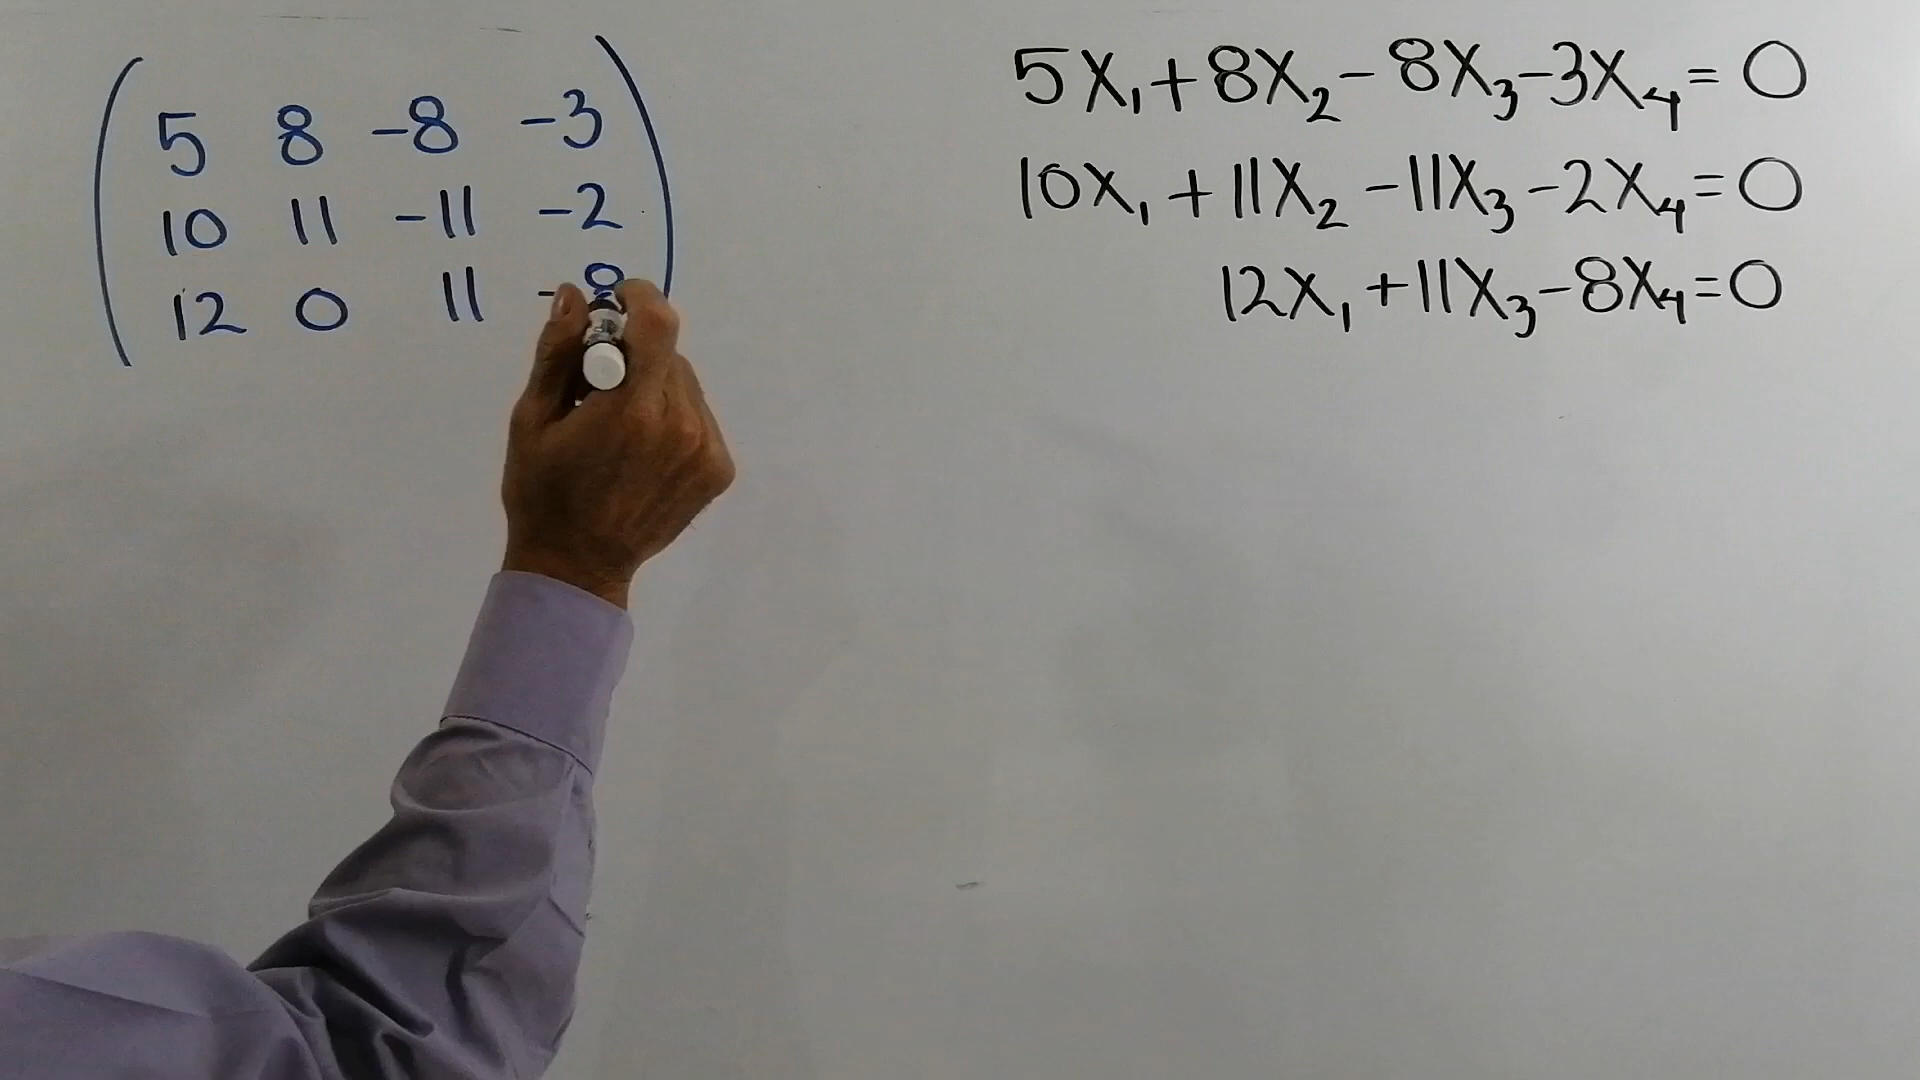 5 8 -8 -3
10 11 -11 -2
12 0 11 -8
5x₁+8x₂-8x₃-3x₄=0
10x₁+11x₂-11x₃-2x₄=0
12x₁+11x₃-8x₄=0